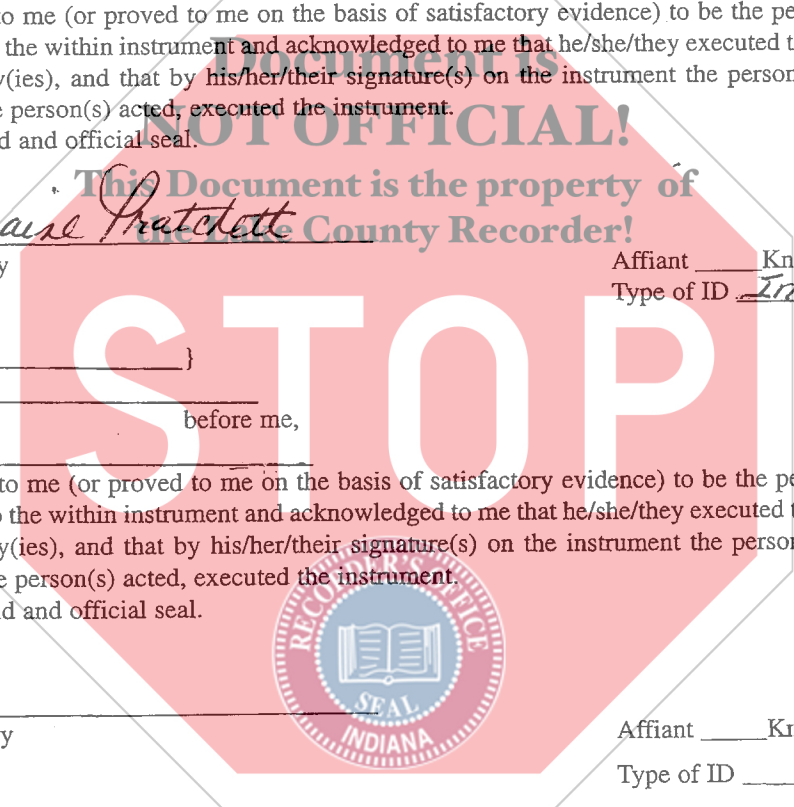 to me (or proved to me on the basis of satisfactory evidence) to be the pe
the within instrument and acknowledged to me that he/she/they executed t
Document is
y(ies), and that by his/her/their signature(s) on the instrument the person
e person(s) acted, executed the instrument.
NOT OFFICIAL!
d and official seal.
This Document is the property of
aine Pratchett
the Lake County Recorder!
y
Affiant _____Kn
Type of ID In
STOP
}
before me,
to me (or proved to me on the basis of satisfactory evidence) to be the pe
o the within instrument and acknowledged to me that he/she/they executed t
y(ies), and that by his/her/their signature(s) on the instrument the person
e person(s) acted, executed the instrument.
d and official seal.
RECORDER'S OFFICE
SEAL
INDIANA
y
Affiant _____Kn
Type of ID ____